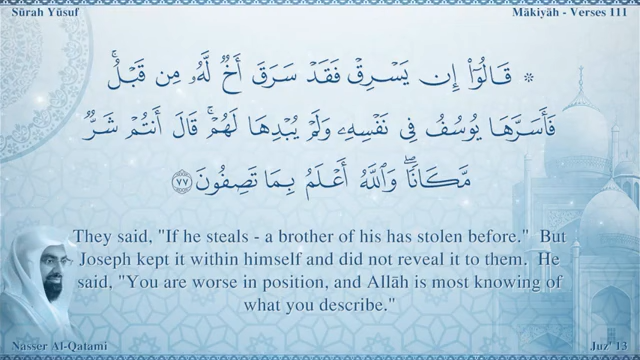 Sūrah Yūsuf
Mākiyāh - Verses 111
۞ قَالُوٓا۟ إِن يَسْرِقْ فَقَدْ سَرَقَ أَخٌ لَّهُۥ مِن قَبْلُ ۚ
فَأَسَرَّهَا يُوسُفُ فِى نَفْسِهِۦ وَلَمْ يُبْدِهَا لَهُمْ ۚ قَالَ أَنتُمْ شَرٌّ
مَّكَانًا ۖ وَٱللَّهُ أَعْلَمُ بِمَا تَصِفُونَ ٧٧
They said, "If he steals - a brother of his has stolen before." But
Joseph kept it within himself and did not reveal it to them. He
said, "You are worse in position, and Allāh is most knowing of
what you describe."
Nasser Al-Qatami
Juz' 13